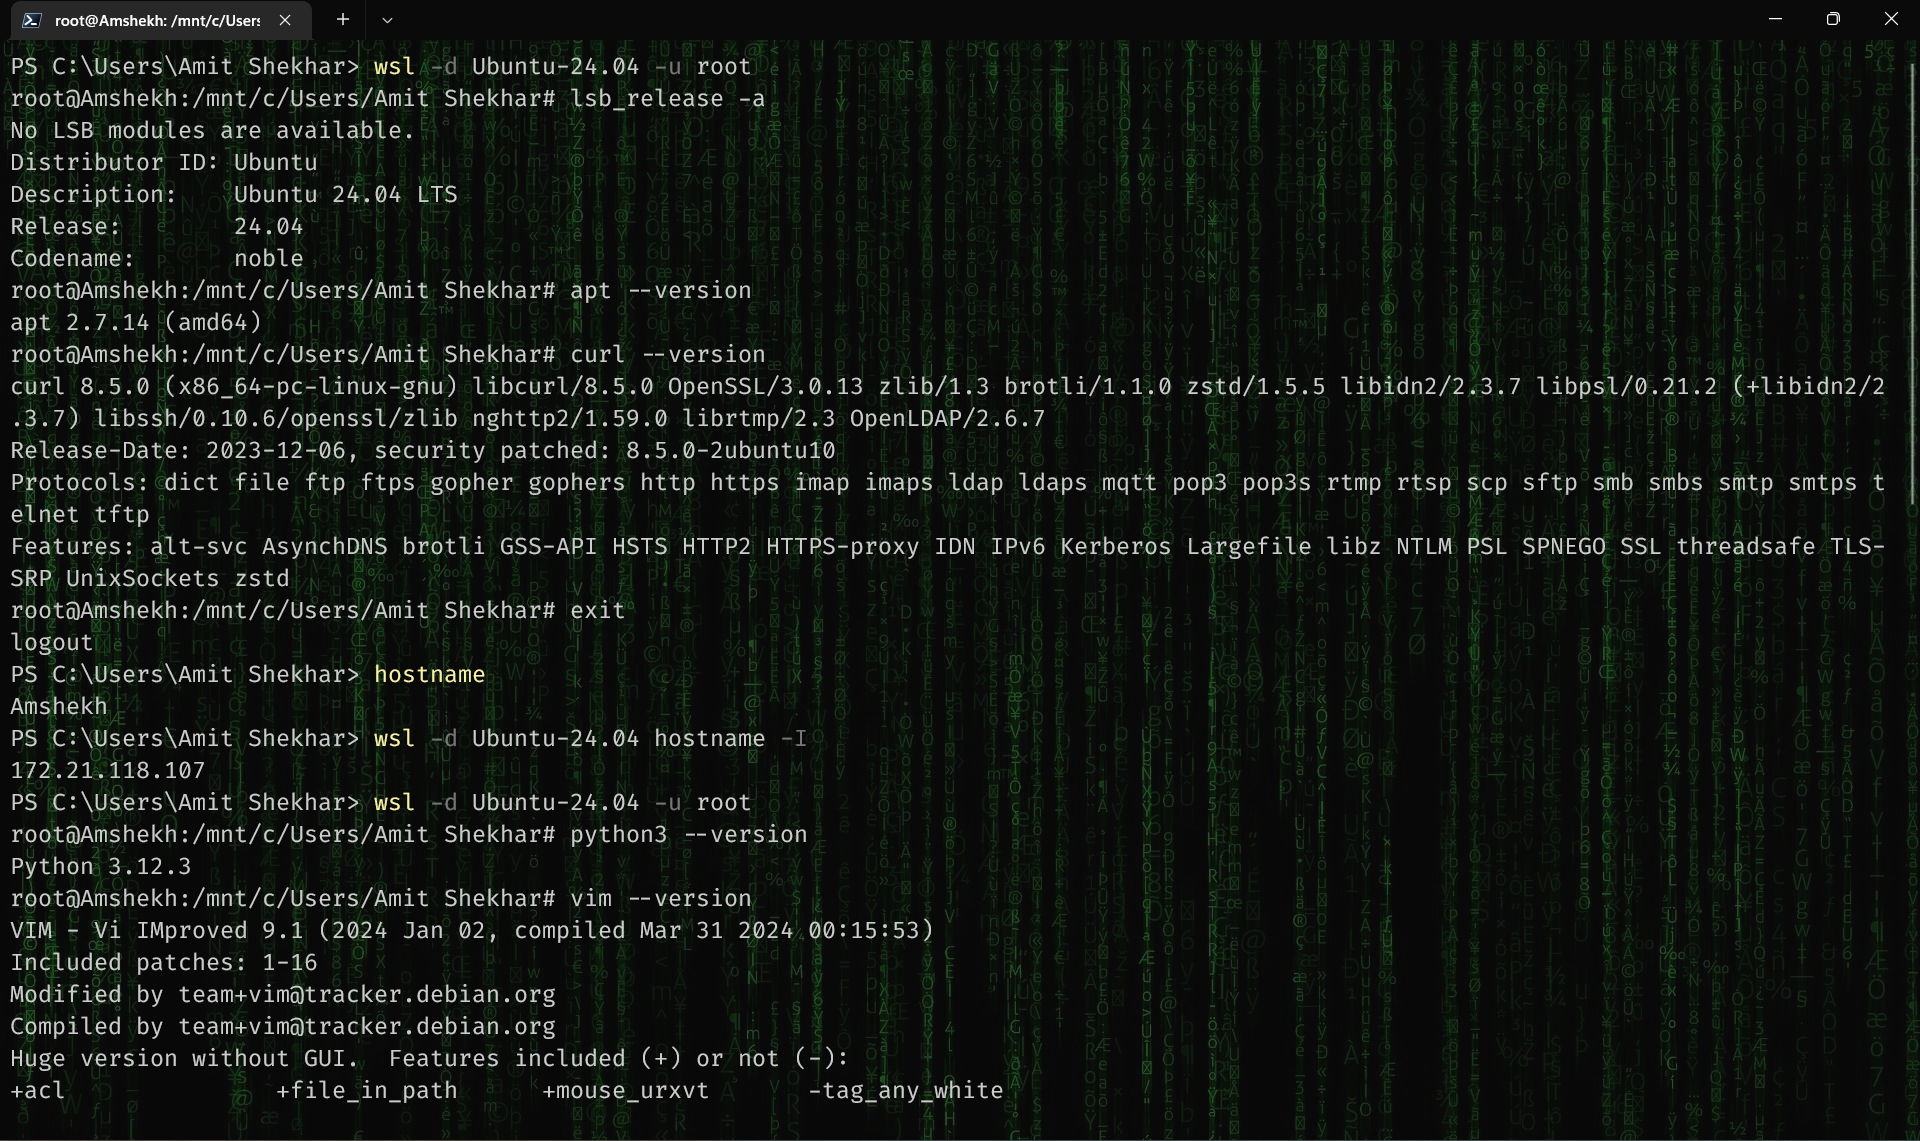 root@Amshekh: /mnt/c/Users
PS C:\Users\Amit Shekhar> wsl -d Ubuntu-24.04 -u root
root@Amshekh:/mnt/c/Users/Amit Shekhar# lsb_release -a
No LSB modules are available.
Distributor ID: Ubuntu
Description:    Ubuntu 24.04 LTS
Release:        24.04
Codename:       noble
root@Amshekh:/mnt/c/Users/Amit Shekhar# apt --version
apt 2.7.14 (amd64)
root@Amshekh:/mnt/c/Users/Amit Shekhar# curl --version
curl 8.5.0 (x86_64-pc-linux-gnu) libcurl/8.5.0 OpenSSL/3.0.13 zlib/1.3 brotli/1.1.0 zstd/1.5.5 libidn2/2.3.7 libpsl/0.21.2 (+libidn2/2
.3.7) libssh/0.10.6/openssl/zlib nghttp2/1.59.0 librtmp/2.3 OpenLDAP/2.6.7
Release-Date: 2023-12-06, security patched: 8.5.0-2ubuntu10
Protocols: dict file ftp ftps gopher gophers http https imap imaps ldap ldaps mqtt pop3 pop3s rtmp rtsp scp sftp smb smbs smtp smtps t
elnet tftp
Features: alt-svc AsynchDNS brotli GSS-API HSTS HTTP2 HTTPS-proxy IDN IPv6 Kerberos Largefile libz NTLM PSL SPNEGO SSL threadsafe TLS-
SRP UnixSockets zstd
root@Amshekh:/mnt/c/Users/Amit Shekhar# exit
logout
PS C:\Users\Amit Shekhar> hostname
Amshekh
PS C:\Users\Amit Shekhar> wsl -d Ubuntu-24.04 hostname -I
172.21.118.107
PS C:\Users\Amit Shekhar> wsl -d Ubuntu-24.04 -u root
root@Amshekh:/mnt/c/Users/Amit Shekhar# python3 --version
Python 3.12.3
root@Amshekh:/mnt/c/Users/Amit Shekhar# vim --version
VIM - Vi IMproved 9.1 (2024 Jan 02, compiled Mar 31 2024 00:15:53)
Included patches: 1-16
Modified by team+vim@tracker.debian.org
Compiled by team+vim@tracker.debian.org
Huge version without GUI.  Features included (+) or not (-):
+acl               +file_in_path      +mouse_urxvt       -tag_any_white